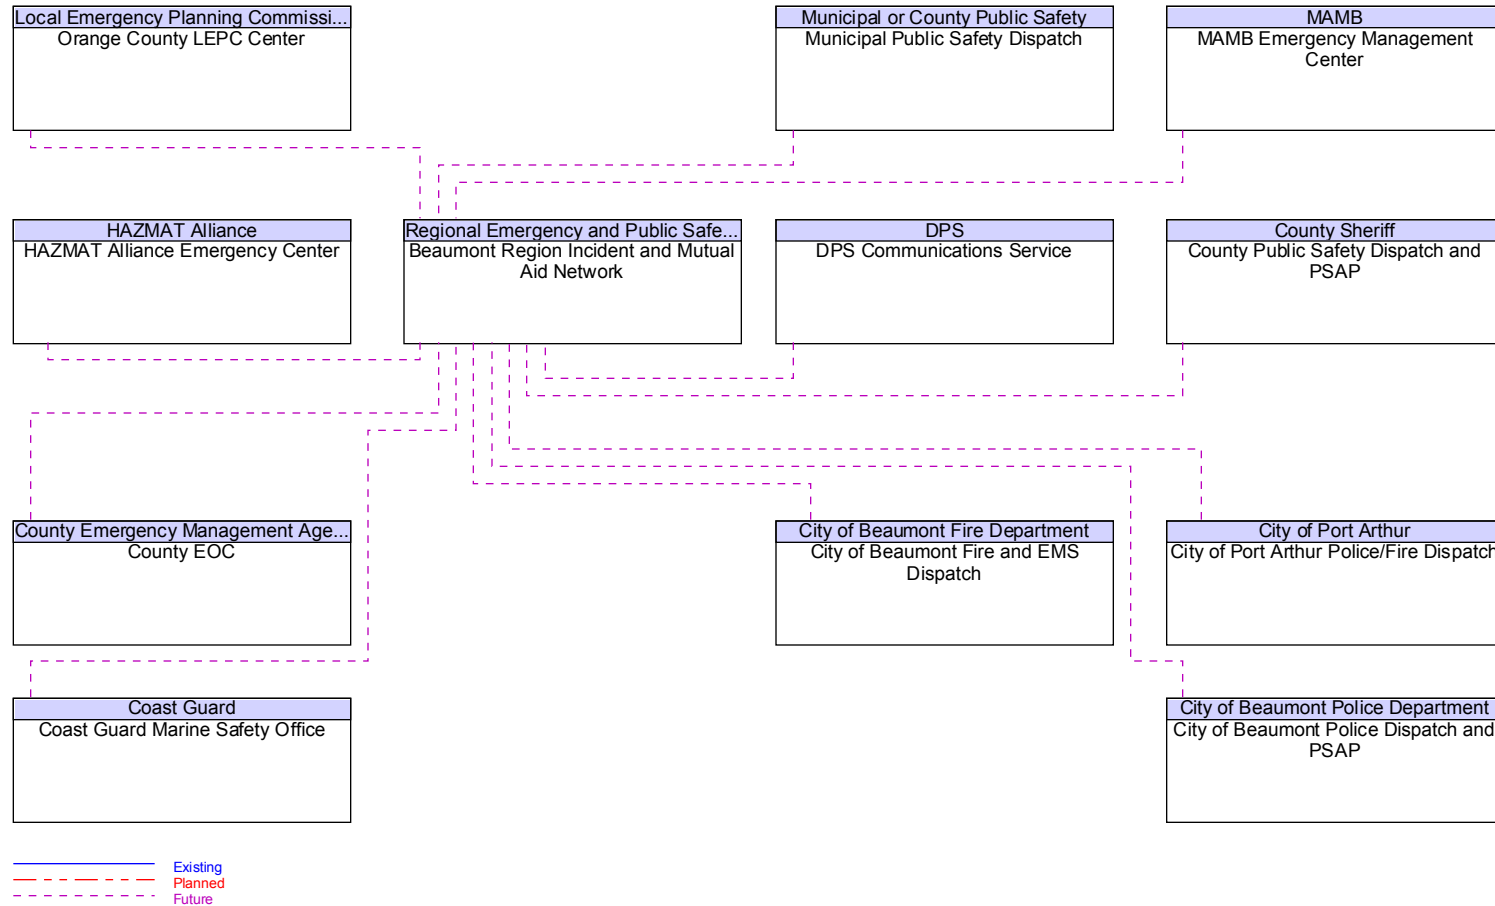 Local Emergency Planning Commissi...
Orange County LEPC Center
Municipal or County Public Safety
Municipal Public Safety Dispatch
MAMB
MAMB Emergency Management
Center
HAZMAT Alliance
HAZMAT Alliance Emergency Center
Regional Emergency and Public Safe...
Beaumont Region Incident and Mutual
Aid Network
DPS
DPS Communications Service
County Sheriff
County Public Safety Dispatch and
PSAP
County Emergency Management Age...
County EOC
City of Beaumont Fire Department
City of Beaumont Fire and EMS
Dispatch
City of Port Arthur
City of Port Arthur Police/Fire Dispatch
Coast Guard
Coast Guard Marine Safety Office
City of Beaumont Police Department
City of Beaumont Police Dispatch and
PSAP
Existing
Planned
Future